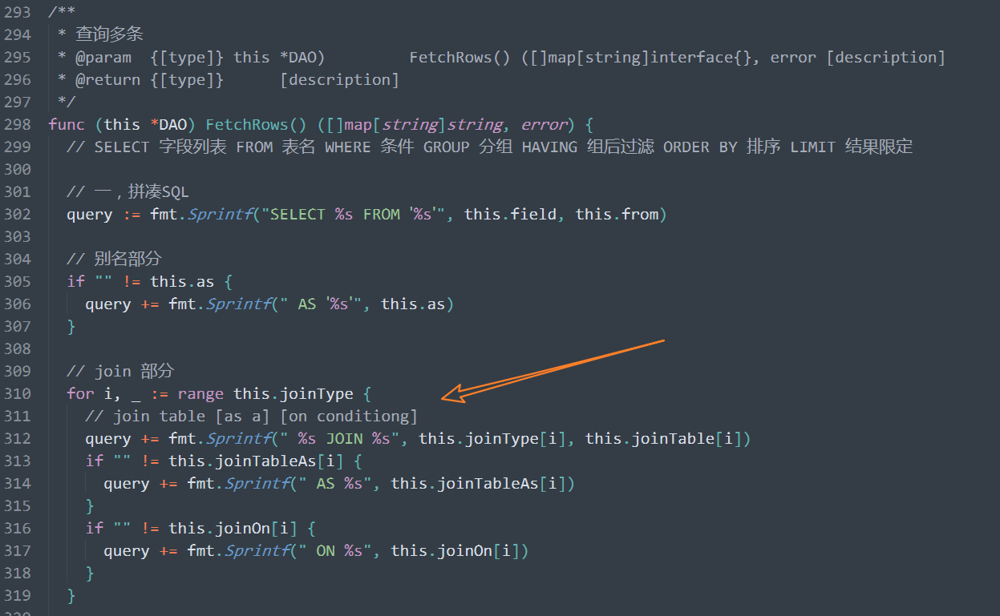 293 /**
294  * 查询多条
295  * @param  {[type]} this *DAO)         FetchRows() ([]map[string]interface{}, error [description]
296  * @return {[type]}      [description]
297  */
298 func (this *DAO) FetchRows() ([]map[string]string, error) {
299   // SELECT 字段列表 FROM 表名 WHERE 条件 GROUP 分组 HAVING 组后过滤 ORDER BY 排序 LIMIT 结果限定
300
301   // 一，拼凑SQL
302   query := fmt.Sprintf("SELECT %s FROM `%s`", this.field, this.from)
303
304   // 别名部分
305   if "" != this.as {
306     query += fmt.Sprintf(" AS `%s`", this.as)
307   }
308
309   // join 部分
310   for i, _ := range this.joinType {
311     // join table [as a] [on conditiong]
312     query += fmt.Sprintf(" %s JOIN %s", this.joinType[i], this.joinTable[i])
313     if "" != this.joinTableAs[i] {
314       query += fmt.Sprintf(" AS %s", this.joinTableAs[i])
315     }
316     if "" != this.joinOn[i] {
317       query += fmt.Sprintf(" ON %s", this.joinOn[i])
318     }
319   }